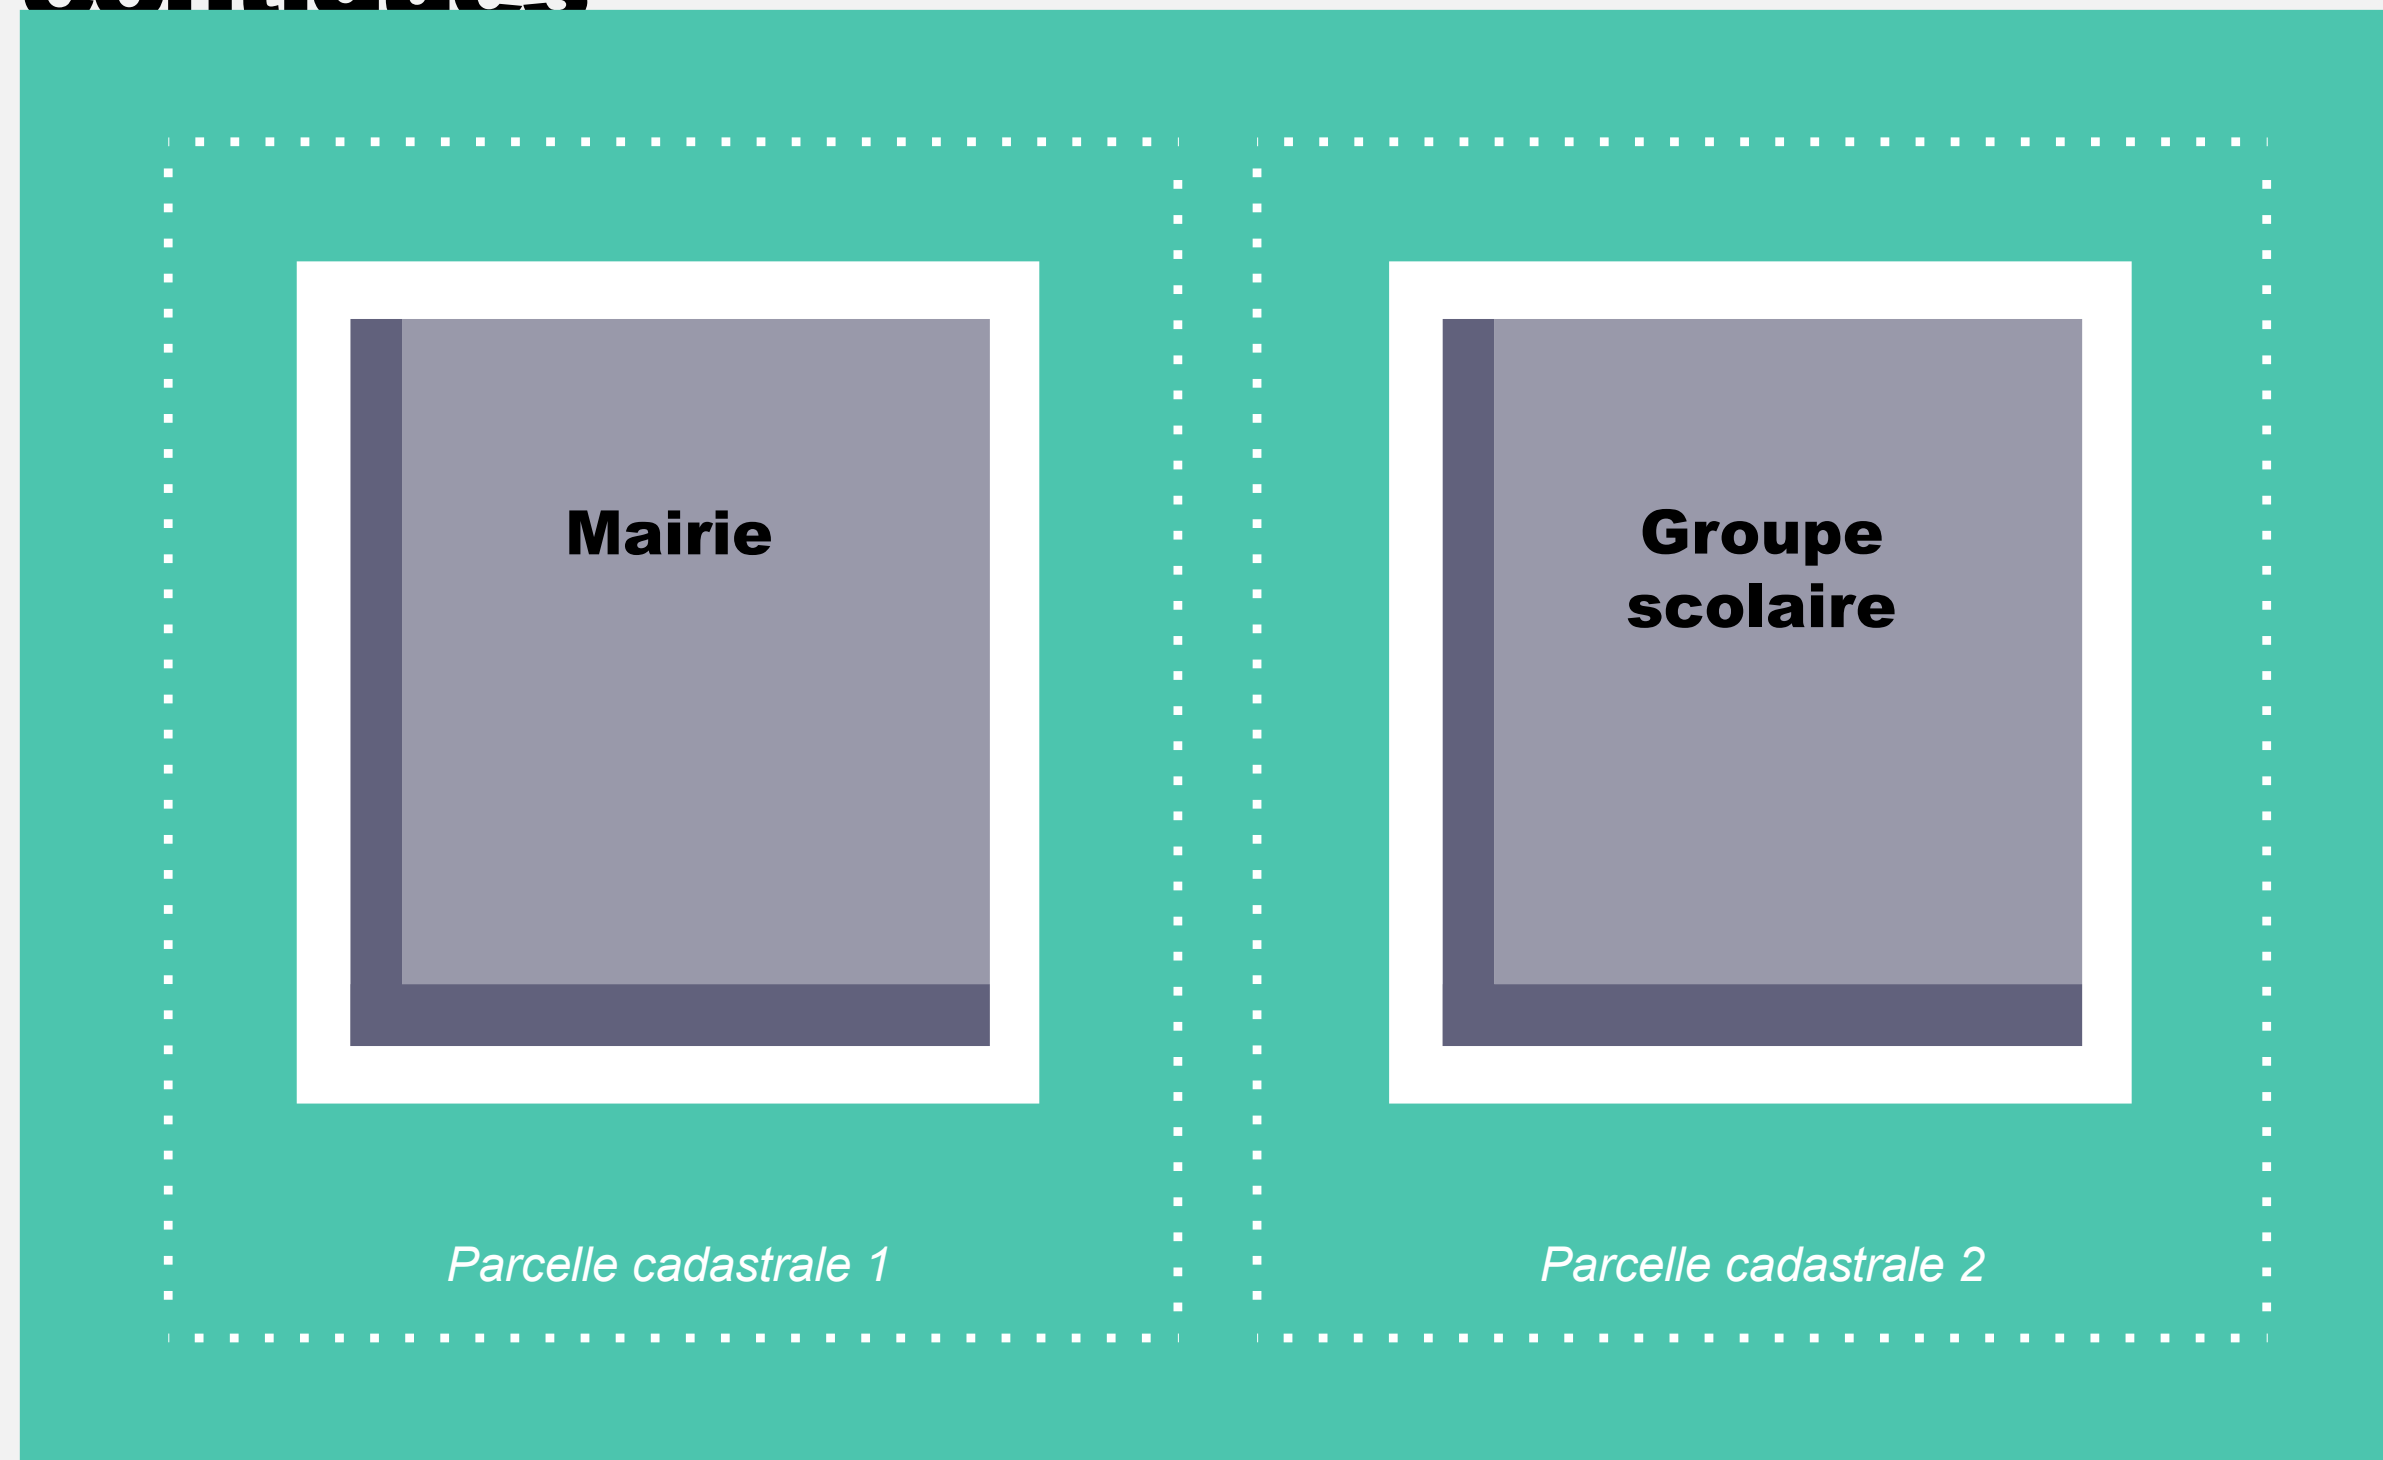 Mairie
Groupe
scolaire
Parcelle cadastrale 1
Parcelle cadastrale 2